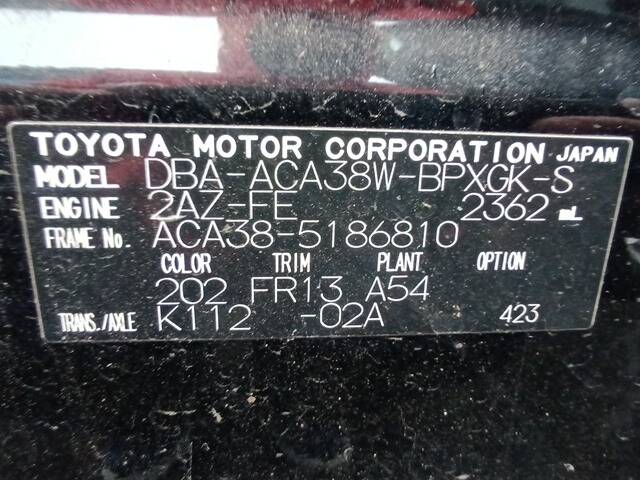 TOYOTA MOTOR CORPORATION JAPAN
MODEL DBA-ACA38W-BPXGK-S
ENGINE 2AZ-FE 2362 mL
FRAME No. ACA38-5186810
COLOR TRIM PLANT OPTION
202 FR13 A54
TRANS./AXLE K112 -02A 423